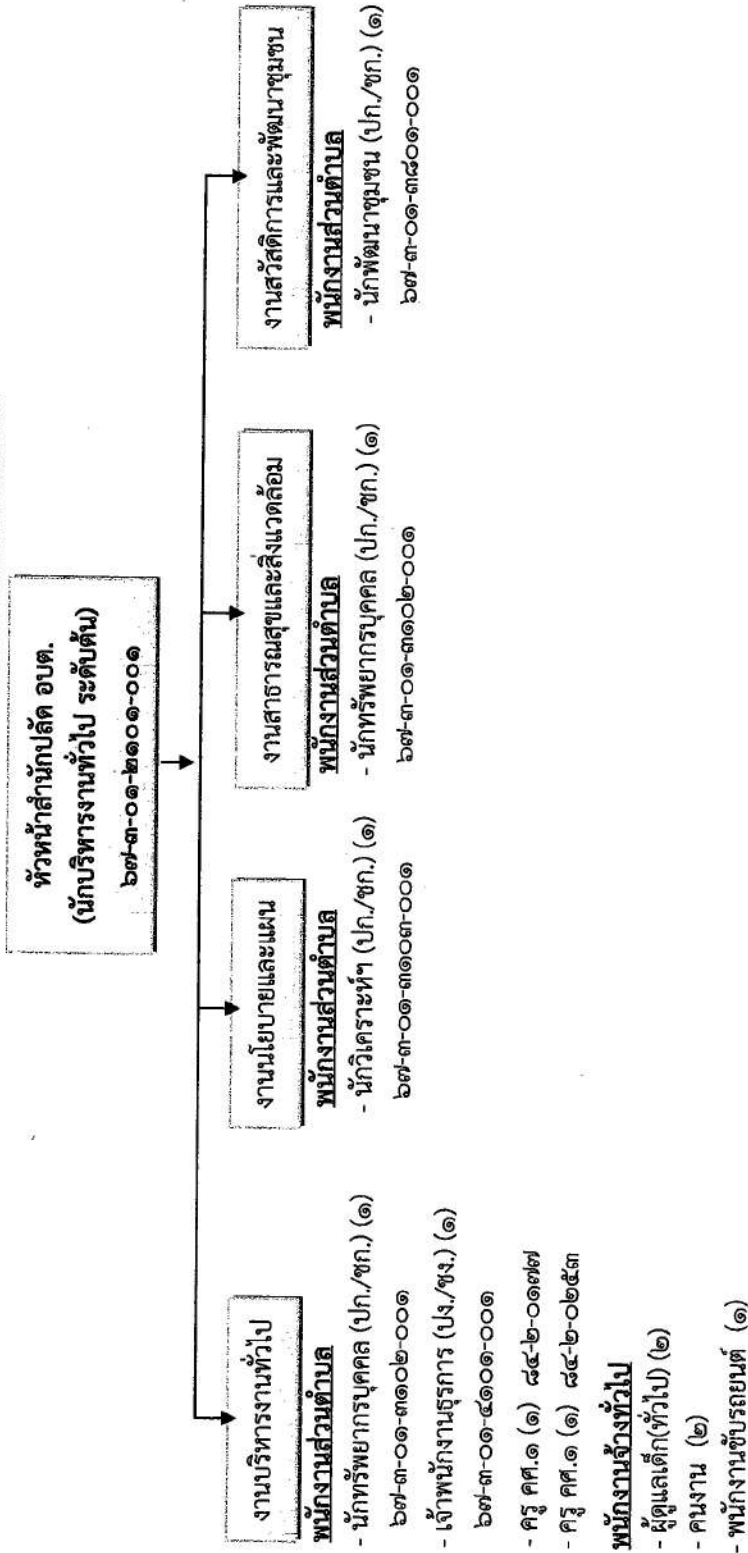 หัวหน้าสำนักปลัด อบต.
(นักบริหารงานทั่วไป ระดับต้น)
๖๗-๓-๐๑-๒๑๐๑-๐๐๑
งานบริหารงานทั่วไป
พนักงานส่วนตำบล
- นักทรัพยากรบุคคล (ปก./ชก.) (๑)
๖๗-๓-๐๑-๓๑๐๒-๐๐๑
- เจ้าพนักงานธุรการ (ปง./ชง.) (๑)
๖๗-๓-๐๑-๔๑๐๑-๐๐๑
- ครู คศ.๑ (๑) ๘๔-๒-๐๑๗๗
- ครู คศ.๑ (๑) ๘๔-๒-๐๒๕๓
พนักงานจ้างทั่วไป
- ผู้ดูแลเด็ก(ทั่วไป) (๒)
- คนงาน (๒)
- พนักงานขับรถยนต์ (๑)
งานนโยบายและแผน
พนักงานส่วนตำบล
- นักวิเคราะห์ฯ (ปก./ชก.) (๑)
๖๗-๓-๐๑-๓๑๐๓-๐๐๑
งานสาธารณสุขและสิ่งแวดล้อม
พนักงานส่วนตำบล
- นักทรัพยากรบุคคล (ปก./ชก.) (๑)
๖๗-๓-๐๑-๓๑๐๒-๐๐๑
งานสวัสดิการและพัฒนาชุมชน
พนักงานส่วนตำบล
- นักพัฒนาชุมชน (ปก./ชก.) (๑)
๖๗-๓-๐๑-๓๘๐๑-๐๐๑